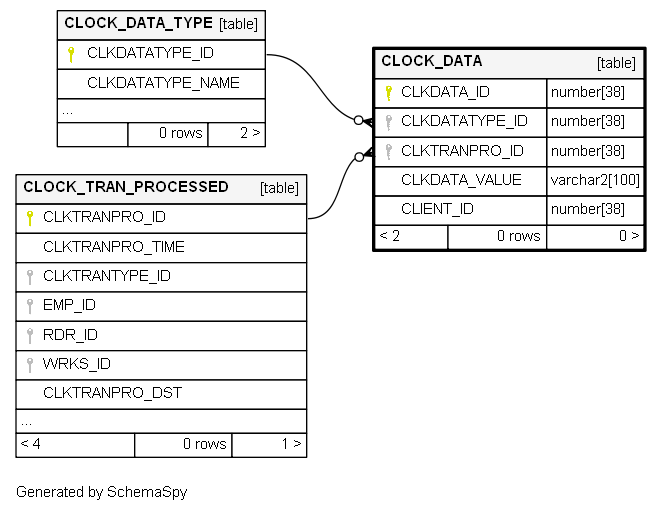 CLOCK_DATA_TYPE [table]
CLKDATATYPE_ID
CLKDATATYPE_NAME
...
0 rows 2 >
CLOCK_DATA [table]
CLKDATA_ID number[38]
CLKDATATYPE_ID number[38]
CLKTRANPRO_ID number[38]
CLKDATA_VALUE varchar2[100]
CLIENT_ID number[38]
< 2 0 rows 0 >
CLOCK_TRAN_PROCESSED [table]
CLKTRANPRO_ID
CLKTRANPRO_TIME
CLKTRANTYPE_ID
EMP_ID
RDR_ID
WRKS_ID
CLKTRANPRO_DST
...
< 4 0 rows 1 >
Generated by SchemaSpy